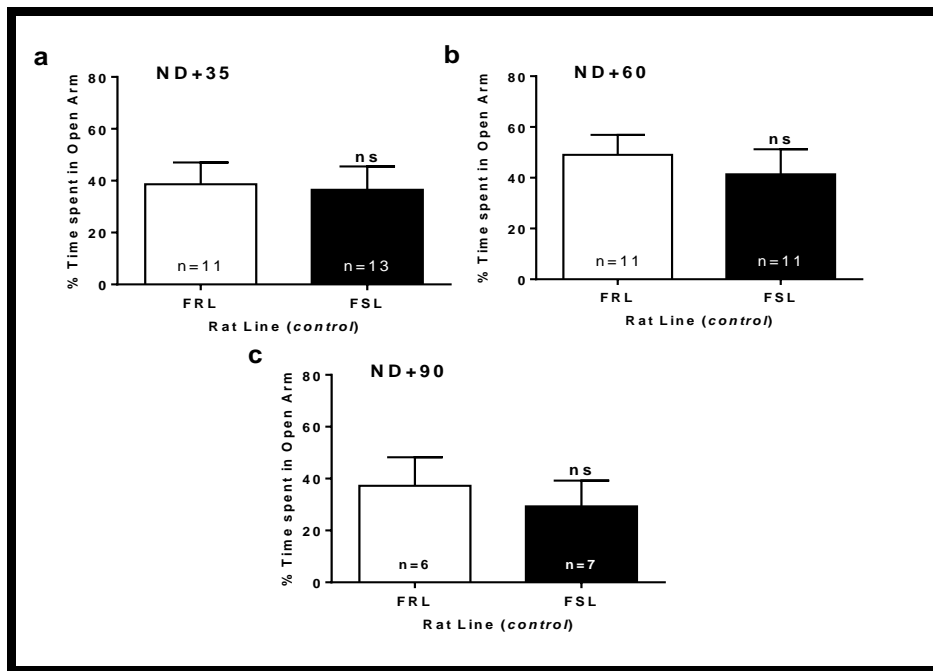 a
ND+35
% Time spent in Open Arm
80
60
40
20
0
ns
n=11
n=13
FRL
FSL
Rat Line (control)
b
ND+60
% Time spent in Open Arm
80
60
40
20
0
ns
n=11
n=11
FRL
FSL
Rat Line (control)
c
ND+90
% Time spent in Open Arm
80
60
40
20
0
ns
n=6
n=7
FRL
FSL
Rat Line (control)